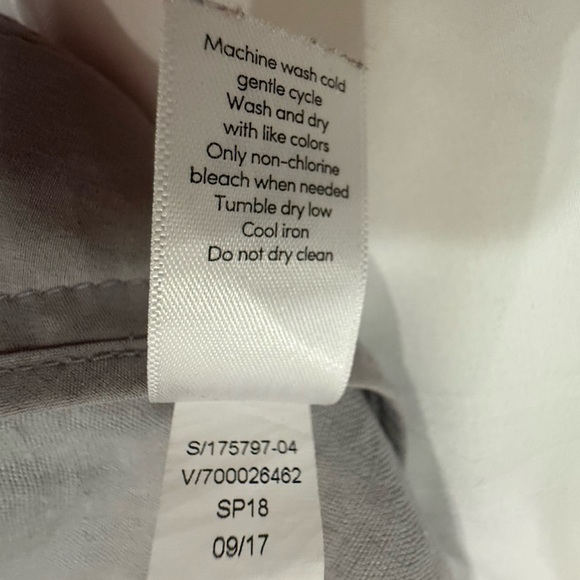 Machine wash cold
gentle cycle
Wash and dry
with like colors
Only non-chlorine
bleach when needed
Tumble dry low
Cool iron
Do not dry clean
S/175797-04
V/700026462
SP18
09/17